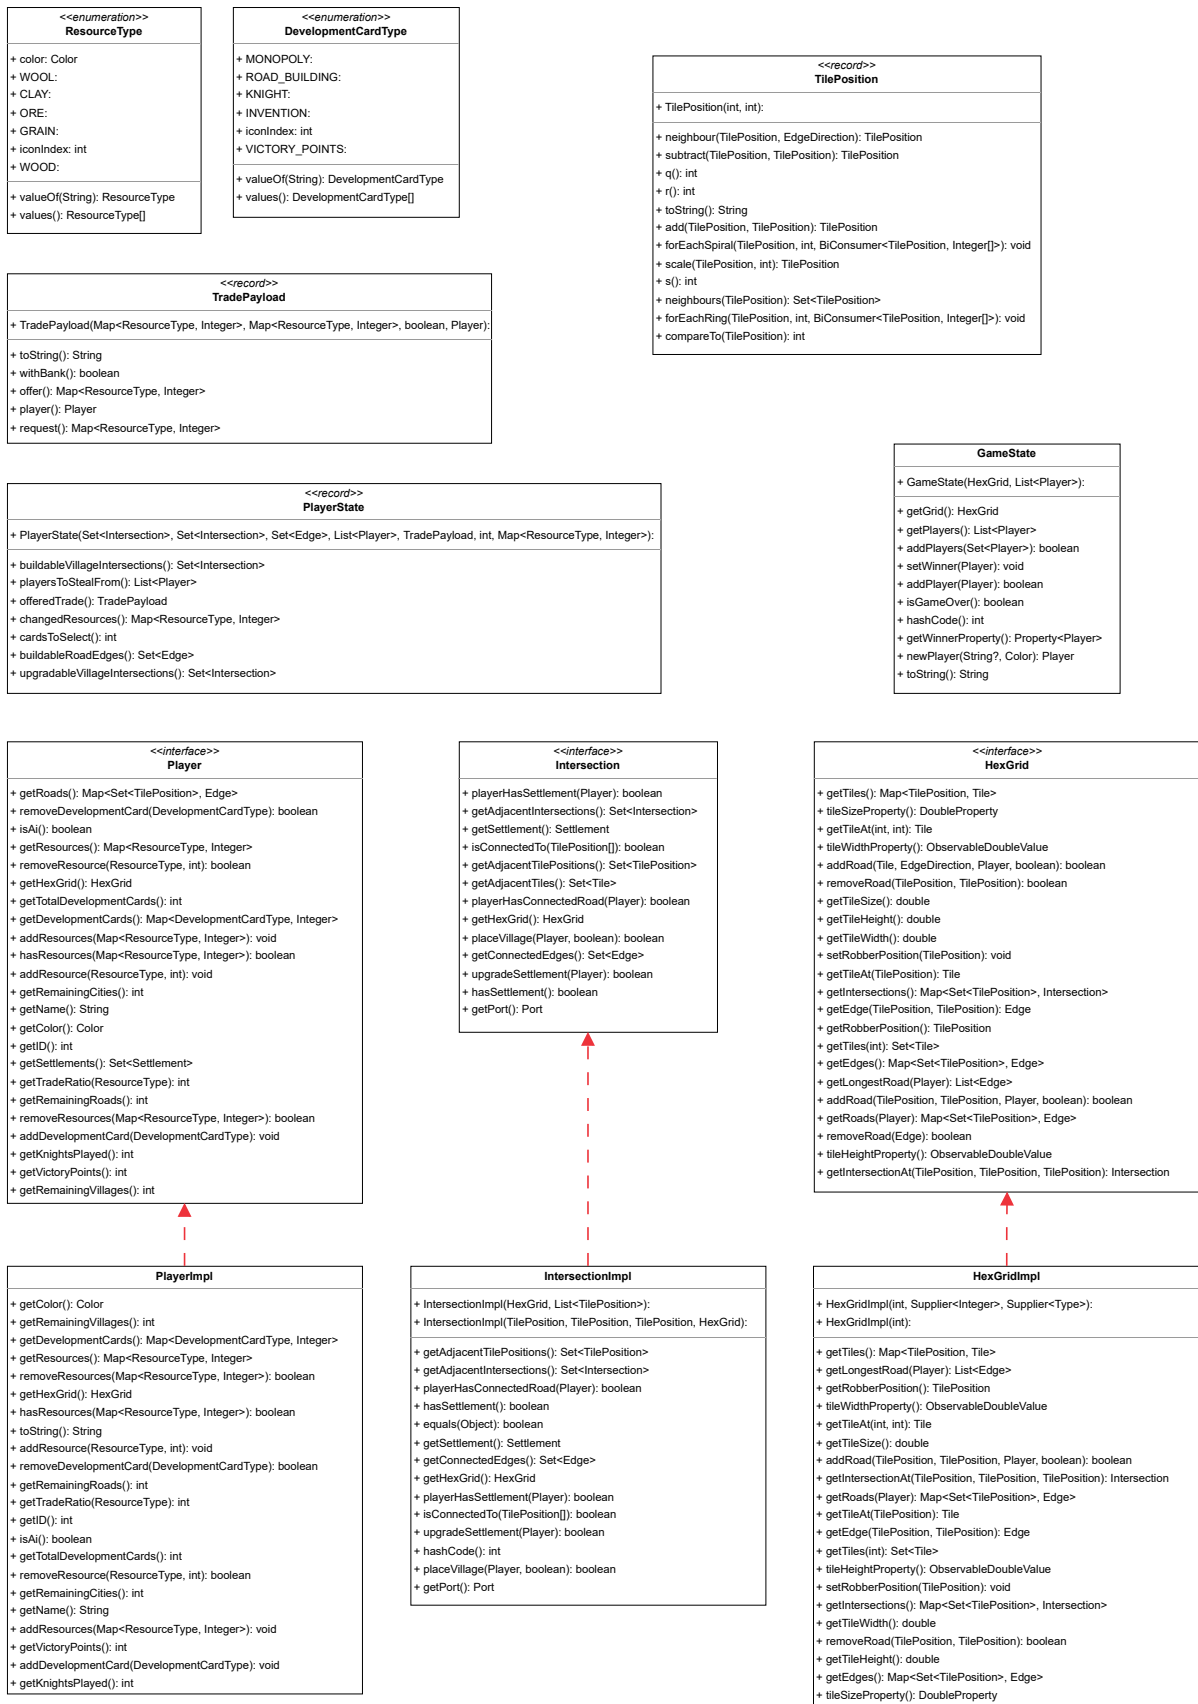 <<enumeration>>
ResourceType
+ color: Color
+ WOOL:
+ CLAY:
+ ORE:
+ GRAIN:
+ iconIndex: int
+ WOOD:
+ valueOf(String): ResourceType
+ values(): ResourceType[]
<<enumeration>>
DevelopmentCardType
+ MONOPOLY:
+ ROAD_BUILDING:
+ KNIGHT:
+ INVENTION:
+ iconIndex: int
+ VICTORY_POINTS:
+ valueOf(String): DevelopmentCardType
+ values(): DevelopmentCardType[]
<<record>>
TilePosition
+ TilePosition(int, int):
+ neighbour(TilePosition, EdgeDirection): TilePosition
+ subtract(TilePosition, TilePosition): TilePosition
+ q(): int
+ r(): int
+ toString(): String
+ add(TilePosition, TilePosition): TilePosition
+ forEachSpiral(TilePosition, int, BiConsumer<TilePosition, Integer[]>): void
+ scale(TilePosition, int): TilePosition
+ s(): int
+ neighbours(TilePosition): Set<TilePosition>
+ forEachRing(TilePosition, int, BiConsumer<TilePosition, Integer[]>): void
+ compareTo(TilePosition): int
<<record>>
TradePayload
+ TradePayload(Map<ResourceType, Integer>, Map<ResourceType, Integer>, boolean, Player):
+ toString(): String
+ withBank(): boolean
+ offer(): Map<ResourceType, Integer>
+ player(): Player
+ request(): Map<ResourceType, Integer>
GameState
+ GameState(HexGrid, List<Player>):
+ getGrid(): HexGrid
+ getPlayers(): List<Player>
+ addPlayers(Set<Player>): boolean
+ setWinner(Player): void
+ addPlayer(Player): boolean
+ isGameOver(): boolean
+ hashCode(): int
+ getWinnerProperty(): Property<Player>
+ newPlayer(String?, Color): Player
+ toString(): String
<<record>>
PlayerState
+ PlayerState(Set<Intersection>, Set<Intersection>, Set<Edge>, List<Player>, TradePayload, int, Map<ResourceType, Integer>):
+ buildableVillageIntersections(): Set<Intersection>
+ playersToStealFrom(): List<Player>
+ offeredTrade(): TradePayload
+ changedResources(): Map<ResourceType, Integer>
+ cardsToSelect(): int
+ buildableRoadEdges(): Set<Edge>
+ upgradableVillageIntersections(): Set<Intersection>
<<interface>>
Player
+ getRoads(): Map<Set<TilePosition>, Edge>
+ removeDevelopmentCard(DevelopmentCardType): boolean
+ isAi(): boolean
+ getResources(): Map<ResourceType, Integer>
+ removeResource(ResourceType, int): boolean
+ getHexGrid(): HexGrid
+ getTotalDevelopmentCards(): int
+ getDevelopmentCards(): Map<DevelopmentCardType, Integer>
+ addResources(Map<ResourceType, Integer>): void
+ hasResources(Map<ResourceType, Integer>): boolean
+ addResource(ResourceType, int): void
+ getRemainingCities(): int
+ getName(): String
+ getColor(): Color
+ getID(): int
+ getSettlements(): Set<Settlement>
+ getTradeRatio(ResourceType): int
+ getRemainingRoads(): int
+ removeResources(Map<ResourceType, Integer>): boolean
+ addDevelopmentCard(DevelopmentCardType): void
+ getKnightsPlayed(): int
+ getVictoryPoints(): int
+ getRemainingVillages(): int
<<interface>>
Intersection
+ playerHasSettlement(Player): boolean
+ getAdjacentIntersections(): Set<Intersection>
+ getSettlement(): Settlement
+ isConnectedTo(TilePosition[]): boolean
+ getAdjacentTilePositions(): Set<TilePosition>
+ getAdjacentTiles(): Set<Tile>
+ playerHasConnectedRoad(Player): boolean
+ getHexGrid(): HexGrid
+ placeVillage(Player, boolean): boolean
+ getConnectedEdges(): Set<Edge>
+ upgradeSettlement(Player): boolean
+ hasSettlement(): boolean
+ getPort(): Port
<<interface>>
HexGrid
+ getTiles(): Map<TilePosition, Tile>
+ tileSizeProperty(): DoubleProperty
+ getTileAt(int, int): Tile
+ tileWidthProperty(): ObservableDoubleValue
+ addRoad(Tile, EdgeDirection, Player, boolean): boolean
+ removeRoad(TilePosition, TilePosition): boolean
+ getTileSize(): double
+ getTileHeight(): double
+ getTileWidth(): double
+ setRobberPosition(TilePosition): void
+ getTileAt(TilePosition): Tile
+ getIntersections(): Map<Set<TilePosition>, Intersection>
+ getEdge(TilePosition, TilePosition): Edge
+ getRobberPosition(): TilePosition
+ getTiles(int): Set<Tile>
+ getEdges(): Map<Set<TilePosition>, Edge>
+ getLongestRoad(Player): List<Edge>
+ addRoad(TilePosition, TilePosition, Player, boolean): boolean
+ getRoads(Player): Map<Set<TilePosition>, Edge>
+ removeRoad(Edge): boolean
+ tileHeightProperty(): ObservableDoubleValue
+ getIntersectionAt(TilePosition, TilePosition, TilePosition): Intersection
PlayerImpl
+ getColor(): Color
+ getRemainingVillages(): int
+ getDevelopmentCards(): Map<DevelopmentCardType, Integer>
+ getResources(): Map<ResourceType, Integer>
+ removeResources(Map<ResourceType, Integer>): boolean
+ getHexGrid(): HexGrid
+ hasResources(Map<ResourceType, Integer>): boolean
+ toString(): String
+ addResource(ResourceType, int): void
+ removeDevelopmentCard(DevelopmentCardType): boolean
+ getRemainingRoads(): int
+ getTradeRatio(ResourceType): int
+ getID(): int
+ isAi(): boolean
+ getTotalDevelopmentCards(): int
+ removeResource(ResourceType, int): boolean
+ getRemainingCities(): int
+ getName(): String
+ addResources(Map<ResourceType, Integer>): void
+ getVictoryPoints(): int
+ addDevelopmentCard(DevelopmentCardType): void
+ getKnightsPlayed(): int
IntersectionImpl
+ IntersectionImpl(HexGrid, List<TilePosition>):
+ IntersectionImpl(TilePosition, TilePosition, TilePosition, HexGrid):
+ getAdjacentTilePositions(): Set<TilePosition>
+ getAdjacentIntersections(): Set<Intersection>
+ playerHasConnectedRoad(Player): boolean
+ hasSettlement(): boolean
+ equals(Object): boolean
+ getSettlement(): Settlement
+ getConnectedEdges(): Set<Edge>
+ getHexGrid(): HexGrid
+ playerHasSettlement(Player): boolean
+ isConnectedTo(TilePosition[]): boolean
+ upgradeSettlement(Player): boolean
+ hashCode(): int
+ placeVillage(Player, boolean): boolean
+ getPort(): Port
HexGridImpl
+ HexGridImpl(int, Supplier<Integer>, Supplier<Type>):
+ HexGridImpl(int):
+ getTiles(): Map<TilePosition, Tile>
+ getLongestRoad(Player): List<Edge>
+ getRobberPosition(): TilePosition
+ tileWidthProperty(): ObservableDoubleValue
+ getTileAt(int, int): Tile
+ getTileSize(): double
+ addRoad(TilePosition, TilePosition, Player, boolean): boolean
+ getIntersectionAt(TilePosition, TilePosition, TilePosition): Intersection
+ getRoads(Player): Map<Set<TilePosition>, Edge>
+ getTileAt(TilePosition): Tile
+ getEdge(TilePosition, TilePosition): Edge
+ getTiles(int): Set<Tile>
+ tileHeightProperty(): ObservableDoubleValue
+ setRobberPosition(TilePosition): void
+ getIntersections(): Map<Set<TilePosition>, Intersection>
+ getTileWidth(): double
+ removeRoad(TilePosition, TilePosition): boolean
+ getTileHeight(): double
+ getEdges(): Map<Set<TilePosition>, Edge>
+ tileSizeProperty(): DoubleProperty